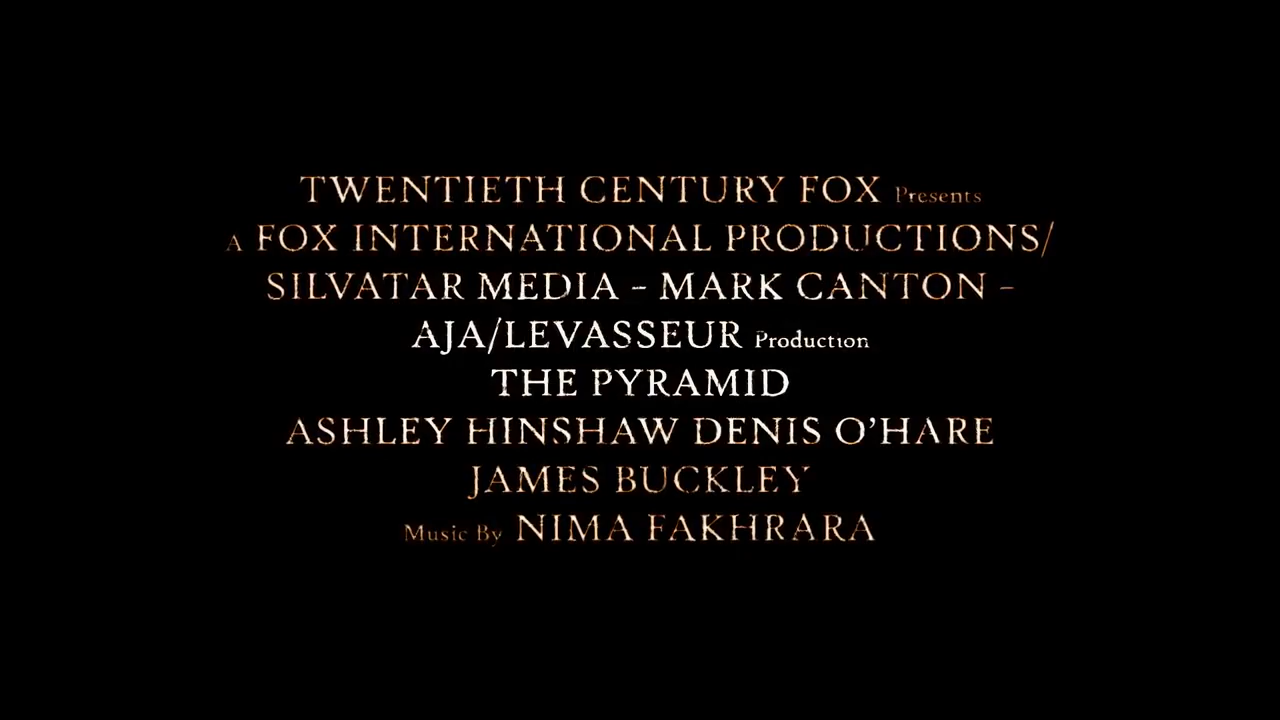 TWENTIETH CENTURY FOX Presents
A FOX INTERNATIONAL PRODUCTIONS/
SILVATAR MEDIA - MARK CANTON -
AJA/LEVASSEUR Production
THE PYRAMID
ASHLEY HINSHAW DENIS O'HARE
JAMES BUCKLEY
Music By NIMA FAKHRARA